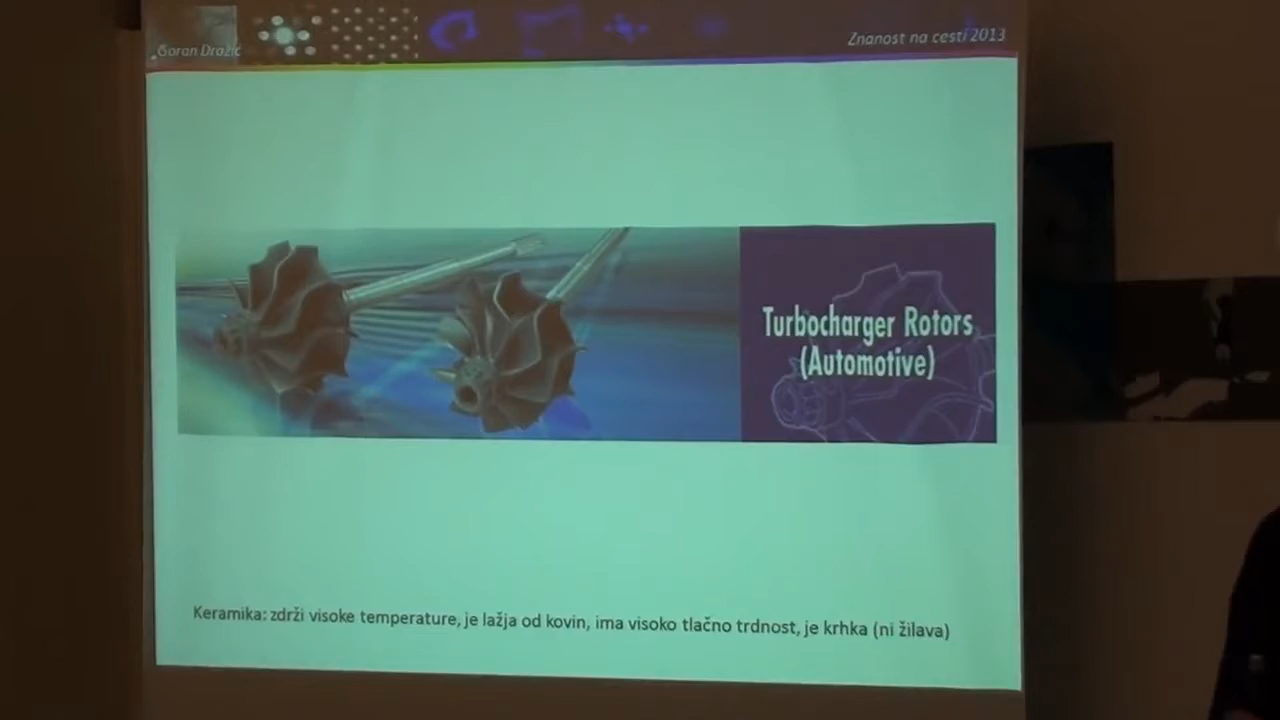 Goran Dražić
Znanost na cesti 2013
Turbocharger Rotors
(Automotive)
Keramika: zdrži visoke temperature, je lažja od kovin, ima visoko tlačno trdnost, je krhka (ni žilava)